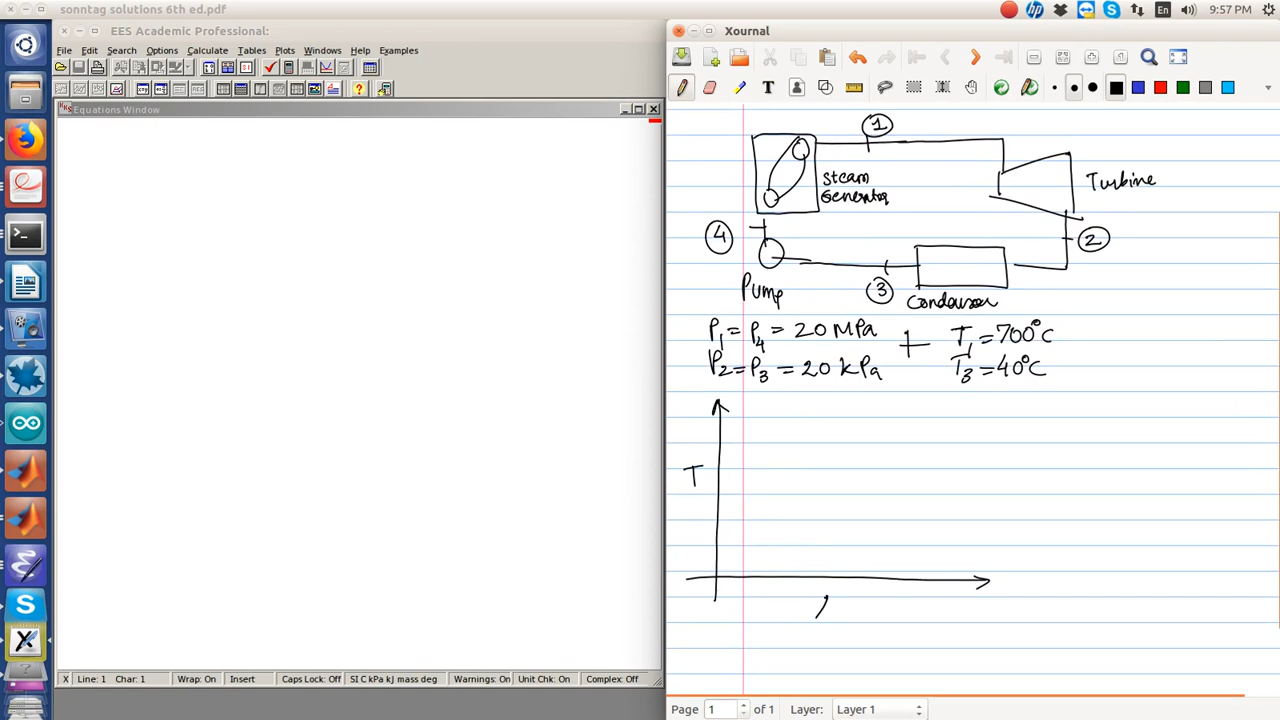 sonntag solutions 6th ed.pdf
En
9:57 PM
EES Academic Professional:
File Edit Search Options Calculate Tables Plots Windows Help Examples
Equations Window
X Line: 1 Char: 1 Wrap: On Insert Caps Lock: Off SI C kPa kJ mass deg Warnings: On Unit Chk: On Complex: Off
Xournal
1
Steam
Generator
Turbine
4
2
Pump
3
Condensor
P1 = P4 = 20 MPa + T1 = 700°C
P2 = P3 = 20 kPa T3 = 40°C
T
Page 1 of 1 Layer: Layer 1